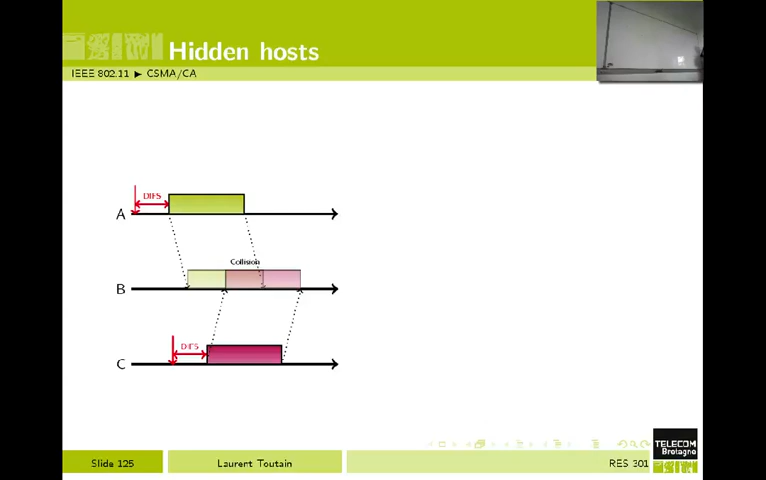 Hidden hosts
IEEE 802.11 ▶ CSMA/CA
DIFS
A
Collision
B
DIFS
C
TELECOM
Bretagne
Slide 125
Laurent Toutain
RES 301